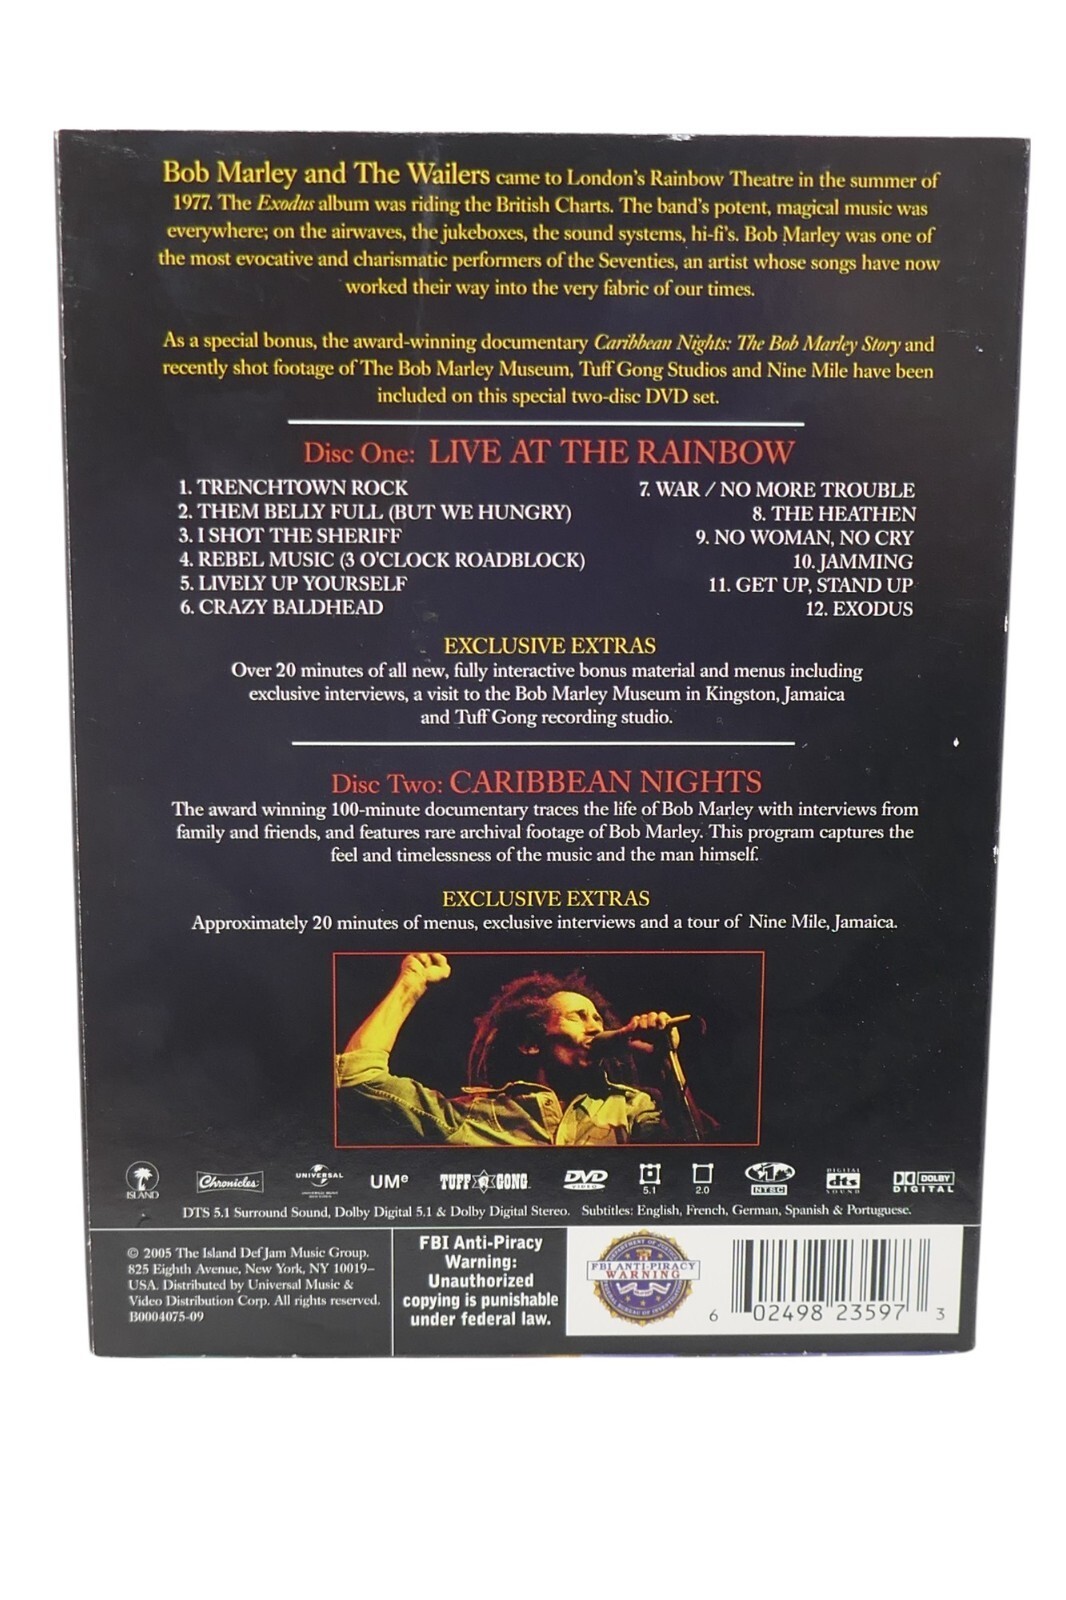 Bob Marley and The Wailers came to London's Rainbow Theatre in the summer of
1977. The Exodus album was riding the British Charts. The band's potent, magical music was
everywhere; on the airwaves, the jukeboxes, the sound systems, hi-fi's. Bob Marley was one of
the most evocative and charismatic performers of the Seventies, an artist whose songs have now
worked their way into the very fabric of our times.
As a special bonus, the award-winning documentary Caribbean Nights: The Bob Marley Story and
recently shot footage of The Bob Marley Museum, Tuff Gong Studios and Nine Mile have been
included on this special two-disc DVD set.
Disc One: LIVE AT THE RAINBOW
1. TRENCHTOWN ROCK
2. THEM BELLY FULL (BUT WE HUNGRY)
3. I SHOT THE SHERIFF
4. REBEL MUSIC (3 O'CLOCK ROADBLOCK)
5. LIVELY UP YOURSELF
6. CRAZY BALDHEAD
7. WAR / NO MORE TROUBLE
8. THE HEATHEN
9. NO WOMAN, NO CRY
10. JAMMING
11. GET UP, STAND UP
12. EXODUS
EXCLUSIVE EXTRAS
Over 20 minutes of all new, fully interactive bonus material and menus including
exclusive interviews, a visit to the Bob Marley Museum in Kingston, Jamaica
and Tuff Gong recording studio.
Disc Two: CARIBBEAN NIGHTS
The award winning 100-minute documentary traces the life of Bob Marley with interviews from
family and friends, and features rare archival footage of Bob Marley. This program captures the
feel and timelessness of the music and the man himself.
EXCLUSIVE EXTRAS
Approximately 20 minutes of menus, exclusive interviews and a tour of Nine Mile, Jamaica.
ISLAND
Chronicles
UNIVERSAL
UMe
TUFF GONG
DVD
VIDEO
5.1
2.0
NTSC
DIGITAL
dts
SOUND
DOLBY
DIGITAL
DTS 5.1 Surround Sound, Dolby Digital 5.1 & Dolby Digital Stereo. Subtitles: English, French, German, Spanish & Portuguese.
© 2005 The Island Def Jam Music Group.
825 Eighth Avenue, New York, NY 10019–
USA. Distributed by Universal Music &
Video Distribution Corp. All rights reserved.
B0004075-09
FBI Anti-Piracy
Warning:
Unauthorized
copying is punishable
under federal law.
FBI ANTI-PIRACY
WARNING
6 02498 23597 3